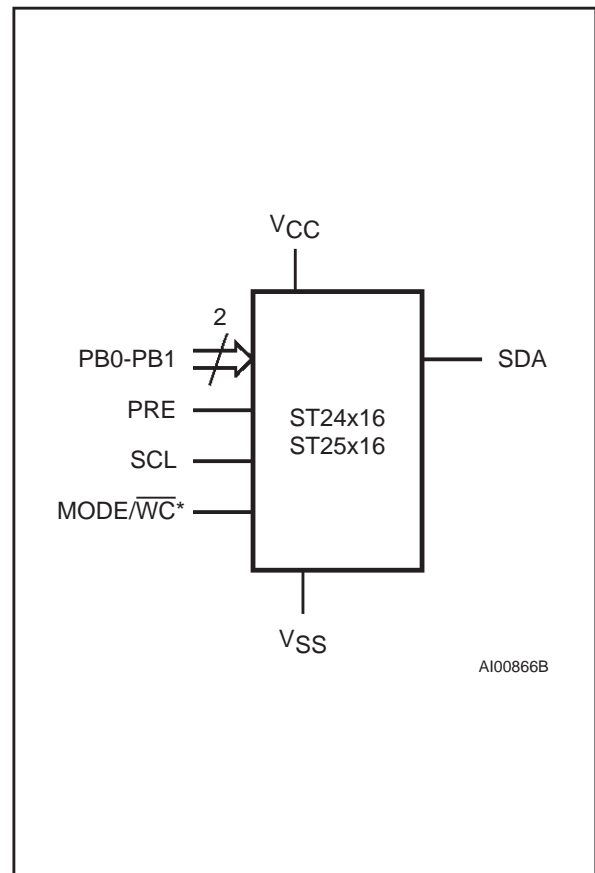 VCC
2
PB0-PB1
SDA
PRE
ST24x16
SCL
ST25x16
MODE/WC*
VSS
AI00866B